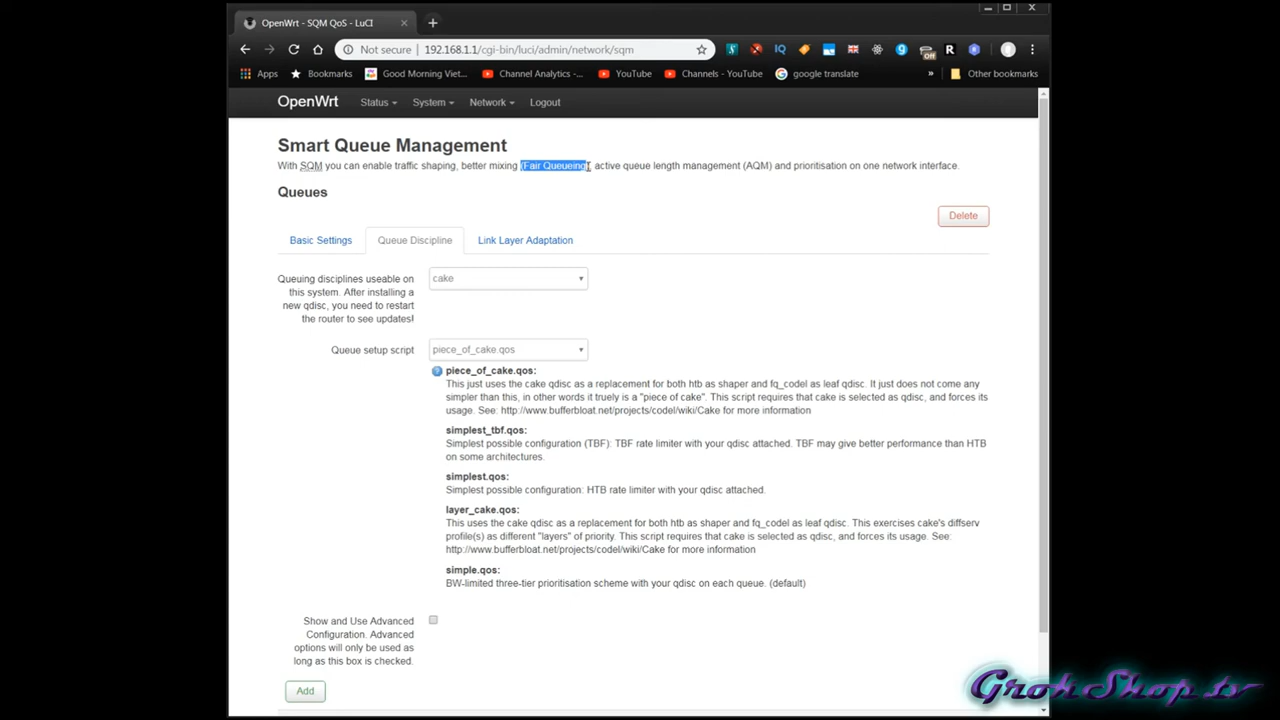 OpenWrt - SQM QoS - LuCI
Not secure | 192.168.1.1/cgi-bin/luci/admin/network/sqm
Apps Bookmarks Good Morning Viet... Channel Analytics -... YouTube Channels - YouTube google translate » Other bookmarks
OpenWrt Status System Network Logout
Smart Queue Management
With SQM you can enable traffic shaping, better mixing (Fair Queueing), active queue length management (AQM) and prioritisation on one network interface.
Queues
Delete
Basic Settings Queue Discipline Link Layer Adaptation
Queuing disciplines useable on
this system. After installing a
new qdisc, you need to restart
the router to see updates!
cake
Queue setup script
piece_of_cake.qos
piece_of_cake.qos:
This just uses the cake qdisc as a replacement for both htb as shaper and fq_codel as leaf qdisc. It just does not come any
simpler than this, in other words it truely is a "piece of cake". This script requires that cake is selected as qdisc, and forces its
usage. See: http://www.bufferbloat.net/projects/codel/wiki/Cake for more information
simplest_tbf.qos:
Simplest possible configuration (TBF): TBF rate limiter with your qdisc attached. TBF may give better performance than HTB
on some architectures.
simplest.qos:
Simplest possible configuration: HTB rate limiter with your qdisc attached.
layer_cake.qos:
This uses the cake qdisc as a replacement for both htb as shaper and fq_codel as leaf qdisc. This exercises cake's diffserv
profile(s) as different "layers" of priority. This script requires that cake is selected as qdisc, and forces its usage. See:
http://www.bufferbloat.net/projects/codel/wiki/Cake for more information
simple.qos:
BW-limited three-tier prioritisation scheme with your qdisc on each queue. (default)
Show and Use Advanced
Configuration. Advanced
options will only be used as
long as this box is checked.
Add
GrokShop tv